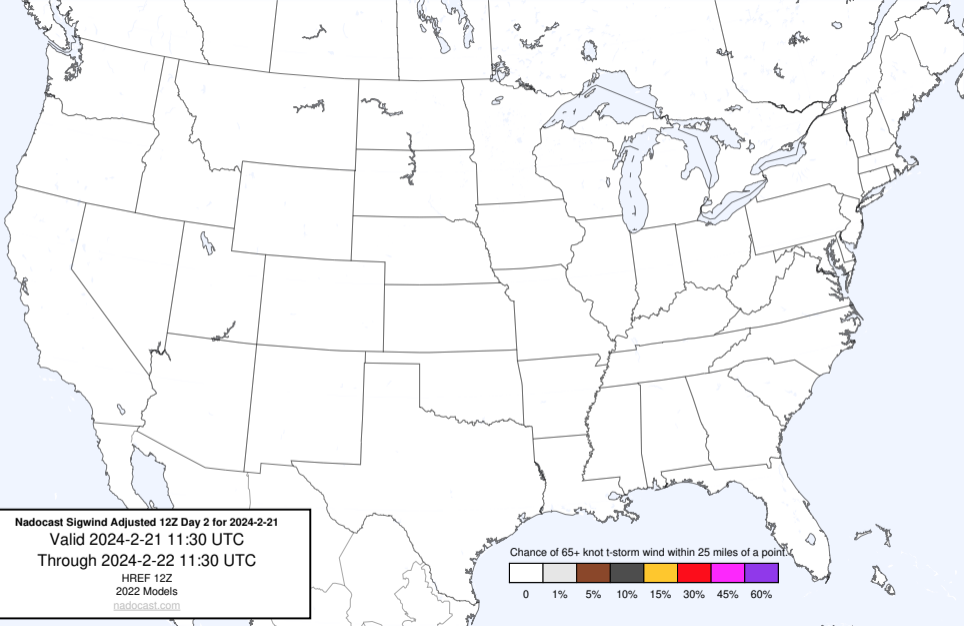 Nadocast Sigwind Adjusted 12Z Day 2 for 2024-2-21
Valid 2024-2-21 11:30 UTC
Through 2024-2-22 11:30 UTC
HREF 12Z
2022 Models
nadocast.com
Chance of 65+ knot t-storm wind within 25 miles of a point.
0 1% 5% 10% 15% 30% 45% 60%